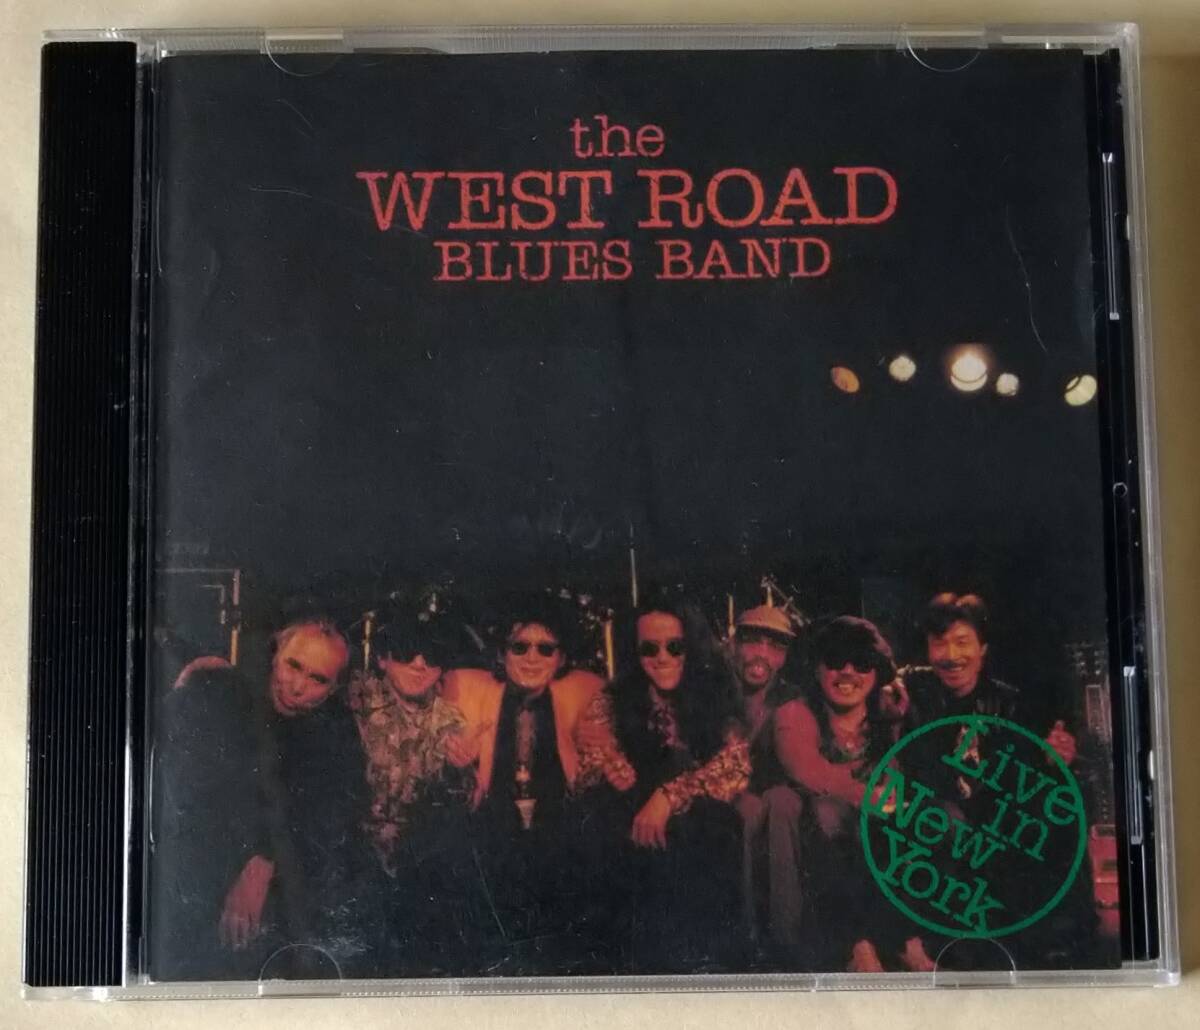 the
WEST ROAD
BLUES BAND
Live
in
New
York